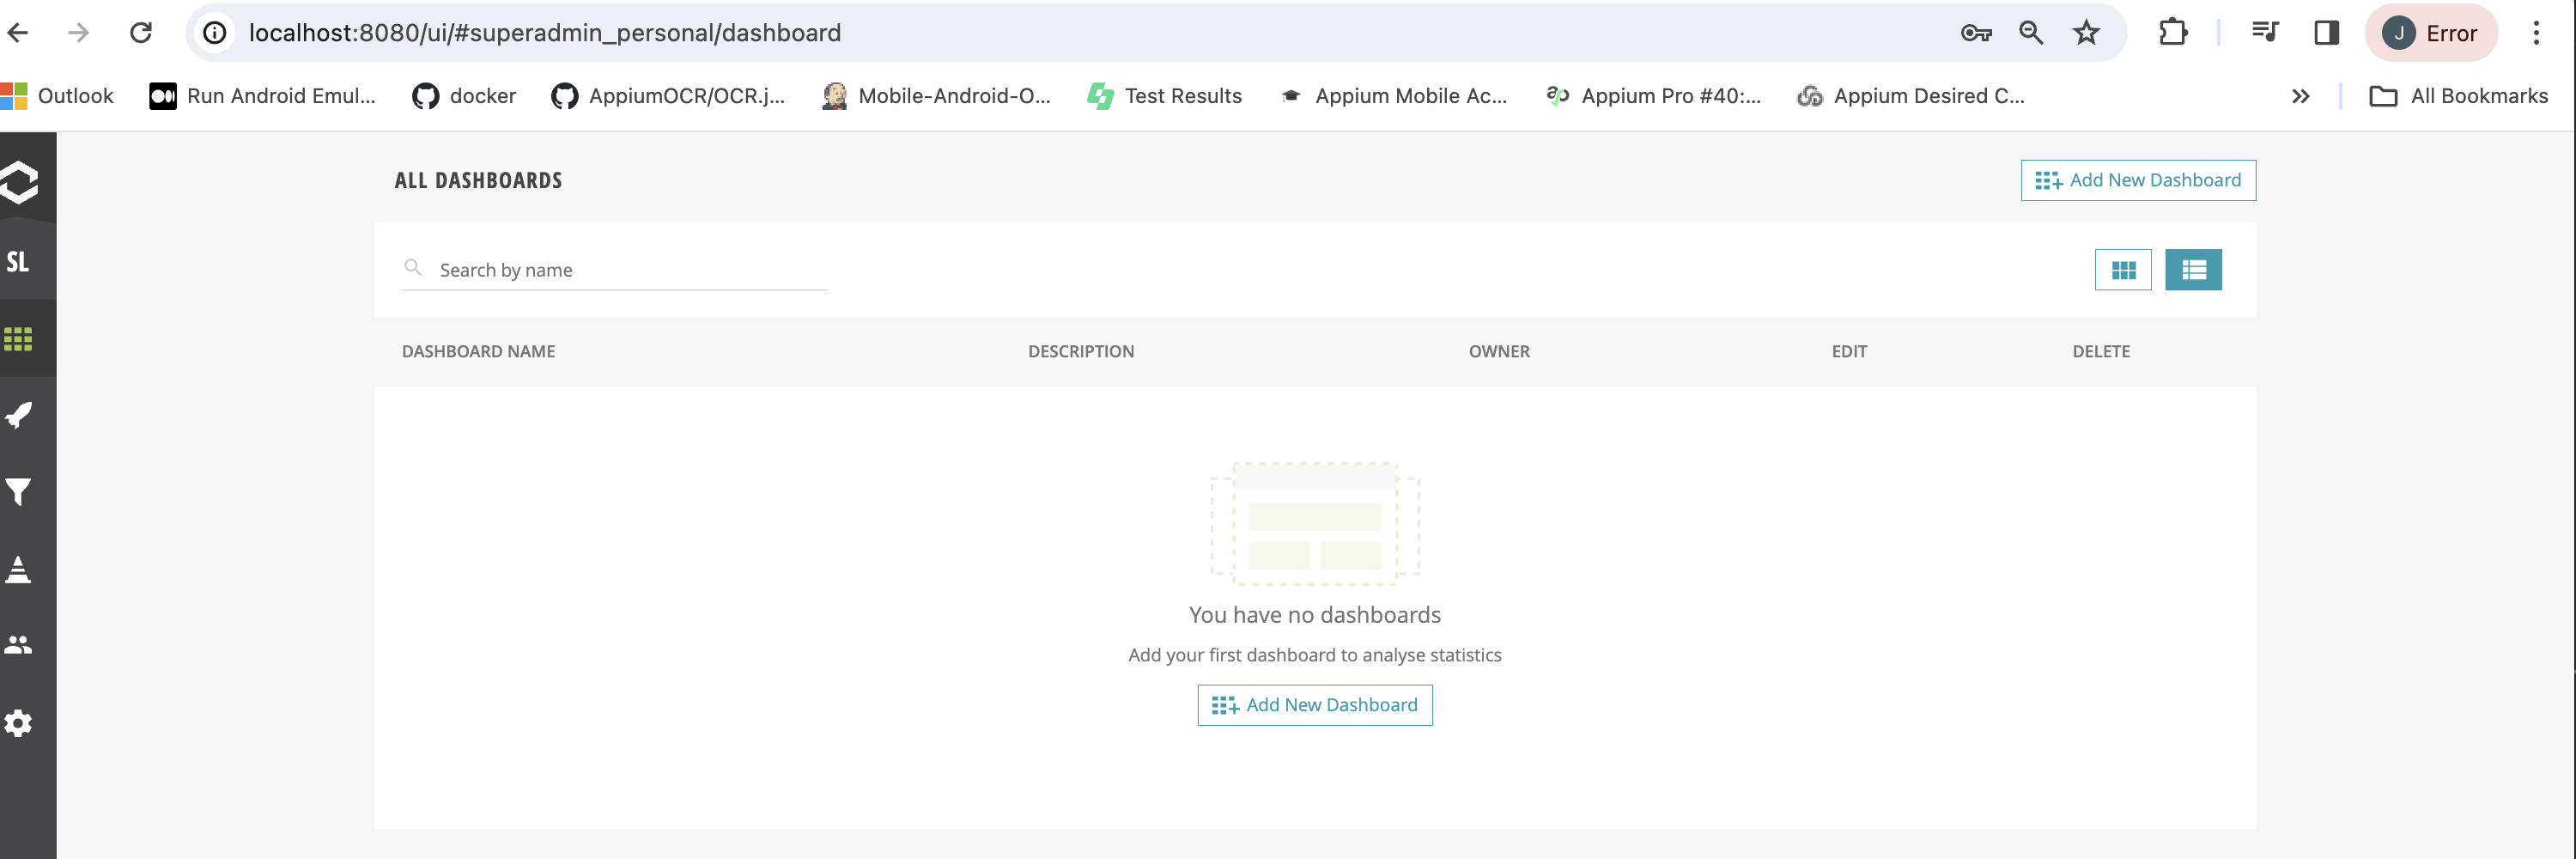 localhost:8080/ui/#superadmin_personal/dashboard
J Error
Outlook Run Android Emul... docker AppiumOCR/OCR.j... Mobile-Android-O... Test Results Appium Mobile Ac... Appium Pro #40:... Appium Desired C... » All Bookmarks
ALL DASHBOARDS
Add New Dashboard
SL
Search by name
DASHBOARD NAME DESCRIPTION OWNER EDIT DELETE
You have no dashboards
Add your first dashboard to analyse statistics
Add New Dashboard